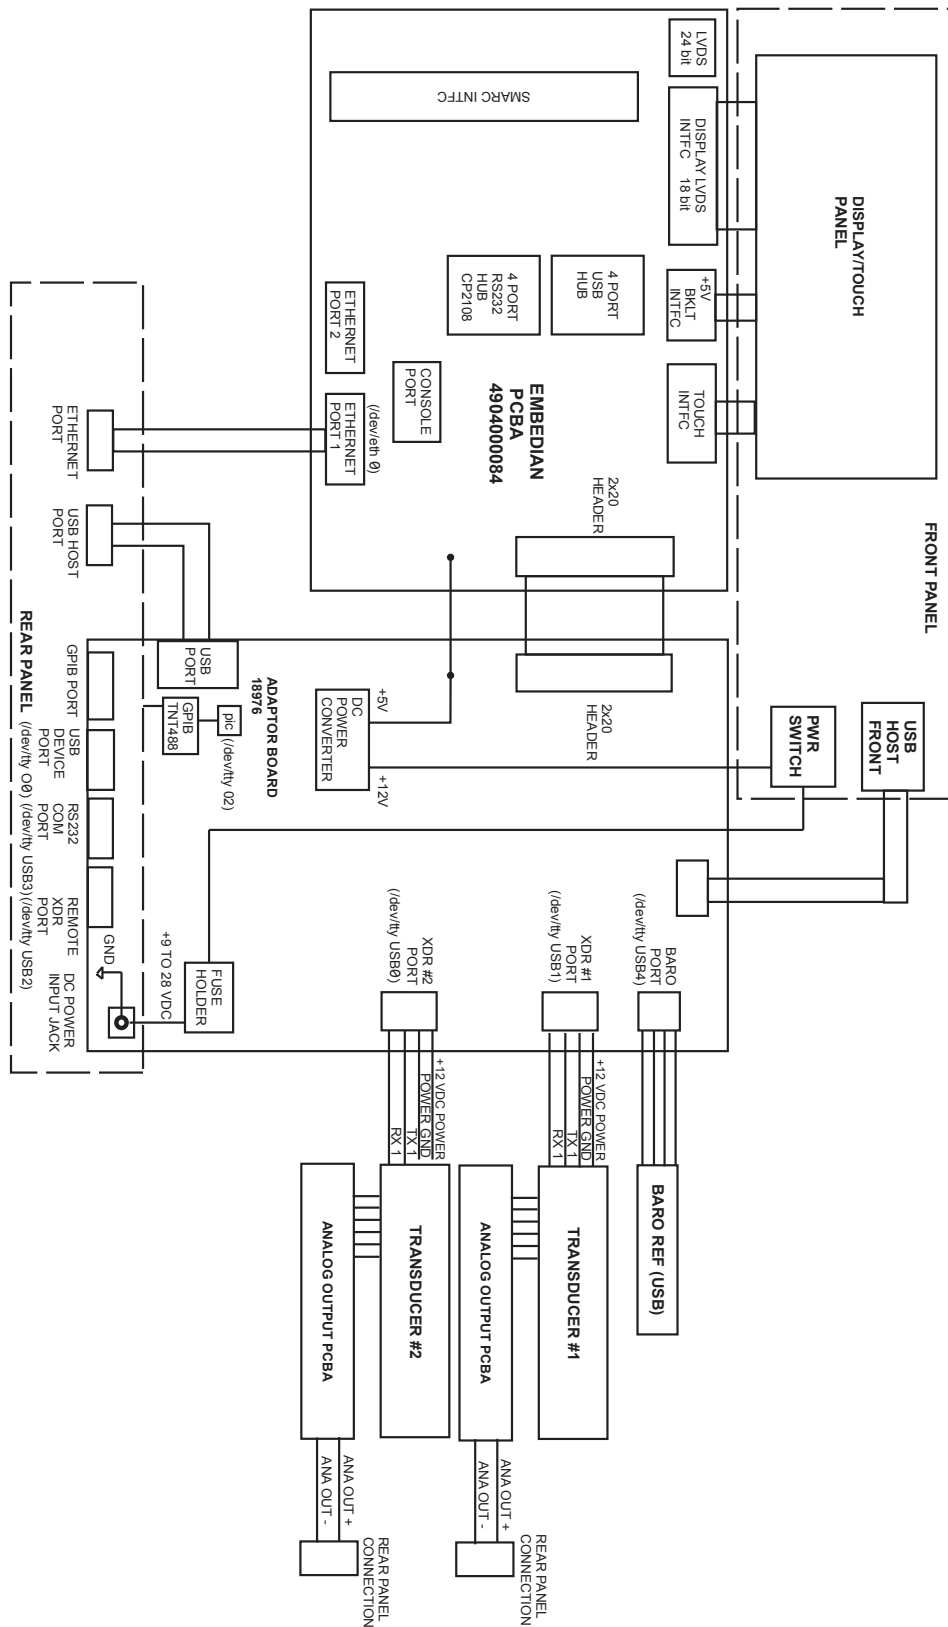 FRONT PANEL
DISPLAY/TOUCH
PANEL
USB
HOST
FRONT
PWR
SWITCH
LVDS
24 bit
DISPLAY LVDS
INTFC 18 bit
+5V
BKLT
INTFC
TOUCH
INTFC
SMARC INTFC
4 PORT
USB
HUB
4 PORT
RS232
HUB
CP2108
EMBEDIAN
PCBA
4904000084
CONSOLE
PORT
ETHERNET
PORT 2
ETHERNET
PORT 1
(/dev/eth 0)
2x20
HEADER
2x20
HEADER
+5V
DC
POWER
CONVERTER
+12V
ADAPTOR BOARD
18976
USB
PORT
GPIB
TNT488
pic
(/dev/tty 02)
FUSE
HOLDER
+9 TO 28 VDC
GND
BARO
PORT
(/dev/tty USB4)
XDR #1
PORT
(/dev/tty USB1)
XDR #2
PORT
(/dev/tty USB0)
BARO REF (USB)
+12 VDC POWER
POWER GND
TX 1
RX 1
TRANSDUCER #1
ANALOG OUTPUT PCBA
ANA OUT +
ANA OUT -
REAR PANEL
CONNECTION
+12 VDC POWER
POWER GND
TX 1
RX 1
TRANSDUCER #2
ANALOG OUTPUT PCBA
ANA OUT +
ANA OUT -
REAR PANEL
CONNECTION
ETHERNET
PORT
USB HOST
PORT
GPIB PORT
USB
DEVICE
PORT
(/dev/tty O0)
RS232
COM
PORT
(/dev/tty USB3)
REMOTE
XDR
PORT
(/dev/tty USB2)
DC POWER
INPUT JACK
REAR PANEL